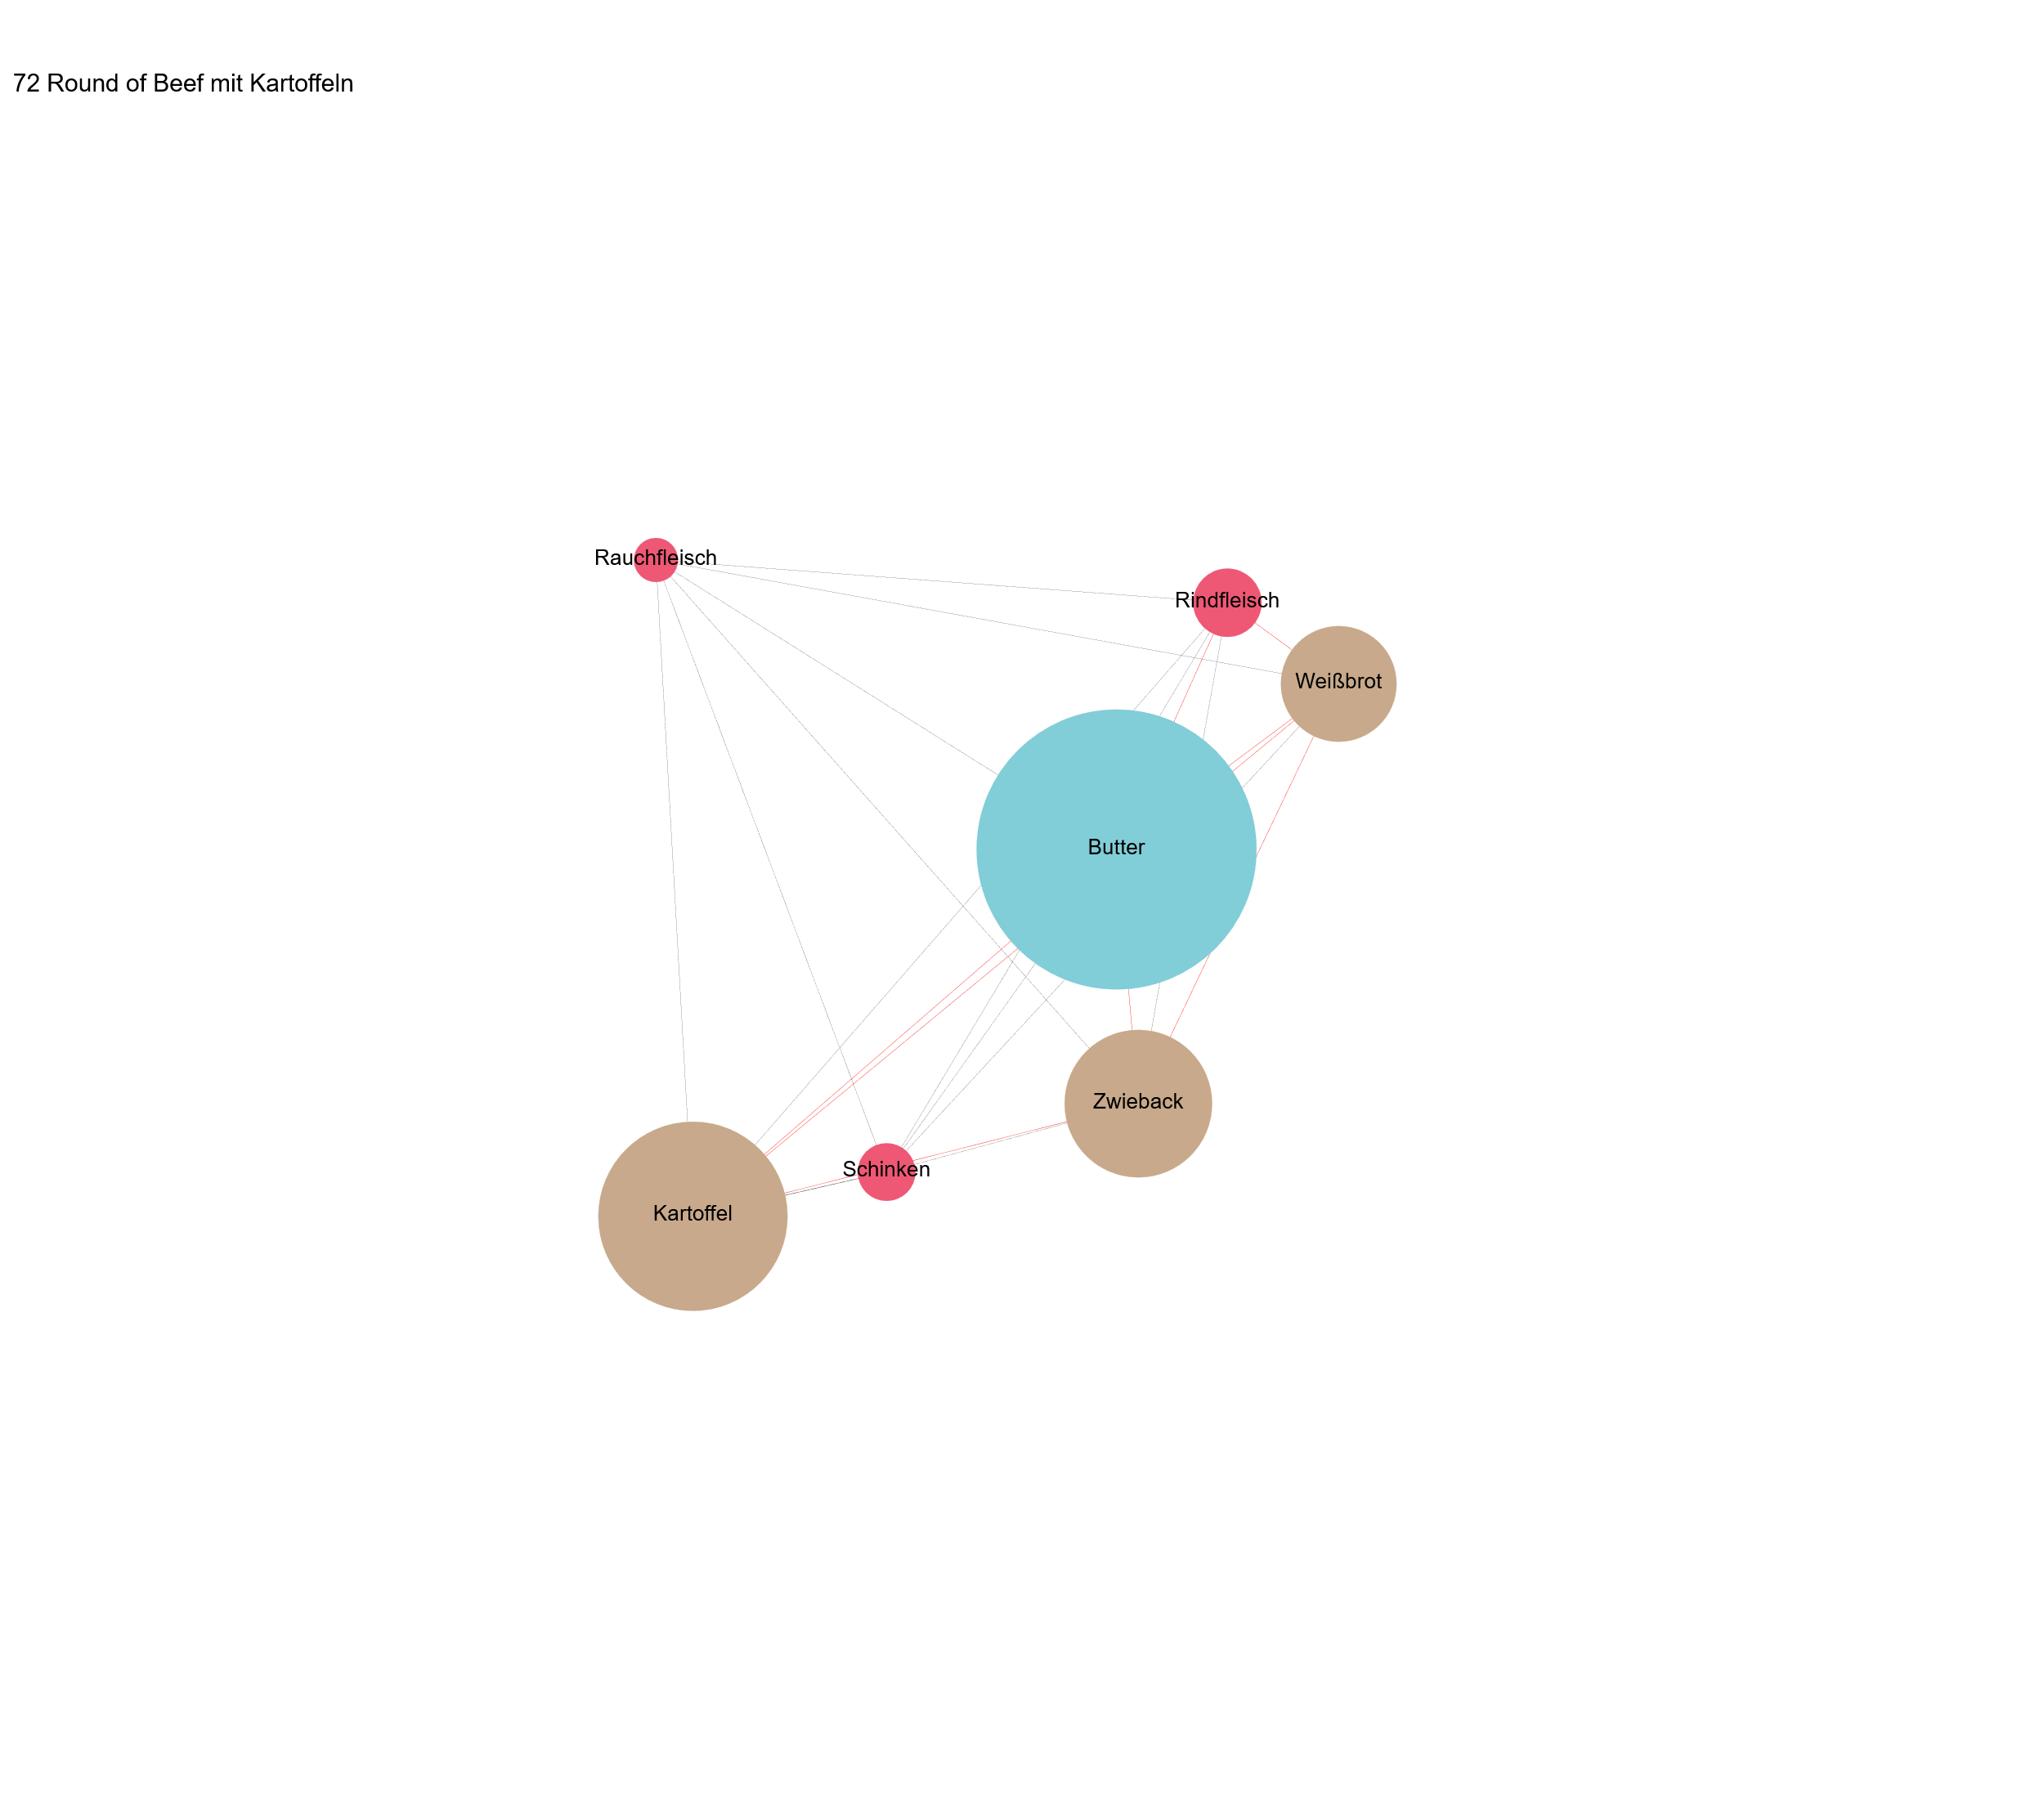 72 Round of Beef mit Kartoffeln
Rauchfleisch
Rindfleisch
Weißbrot
Butter
Zwieback
Schinken
Kartoffel